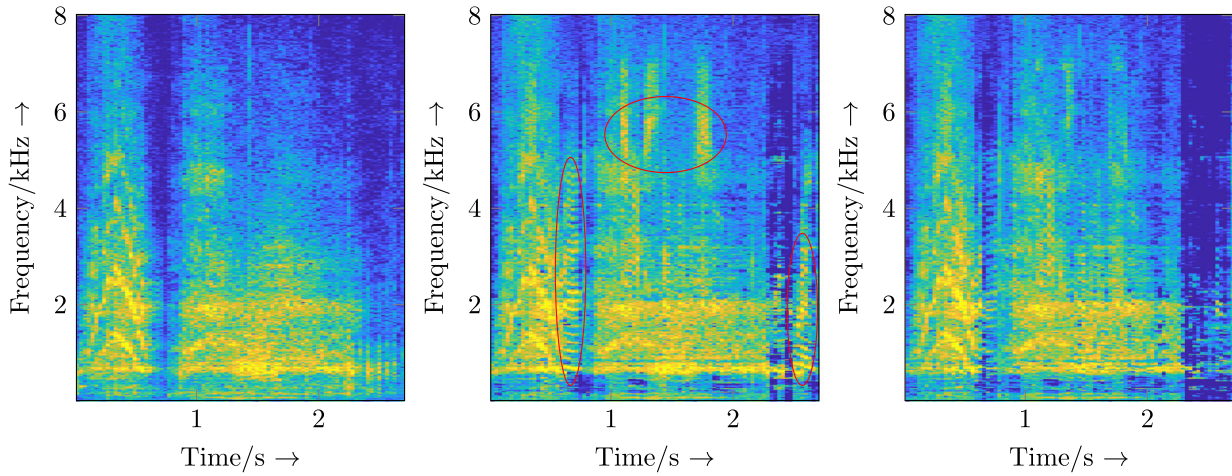 8
6
4
2
1 2
Frequency/kHz →
Time/s →
8
6
4
2
1 2
Frequency/kHz →
Time/s →
8
6
4
2
1 2
Frequency/kHz →
Time/s →